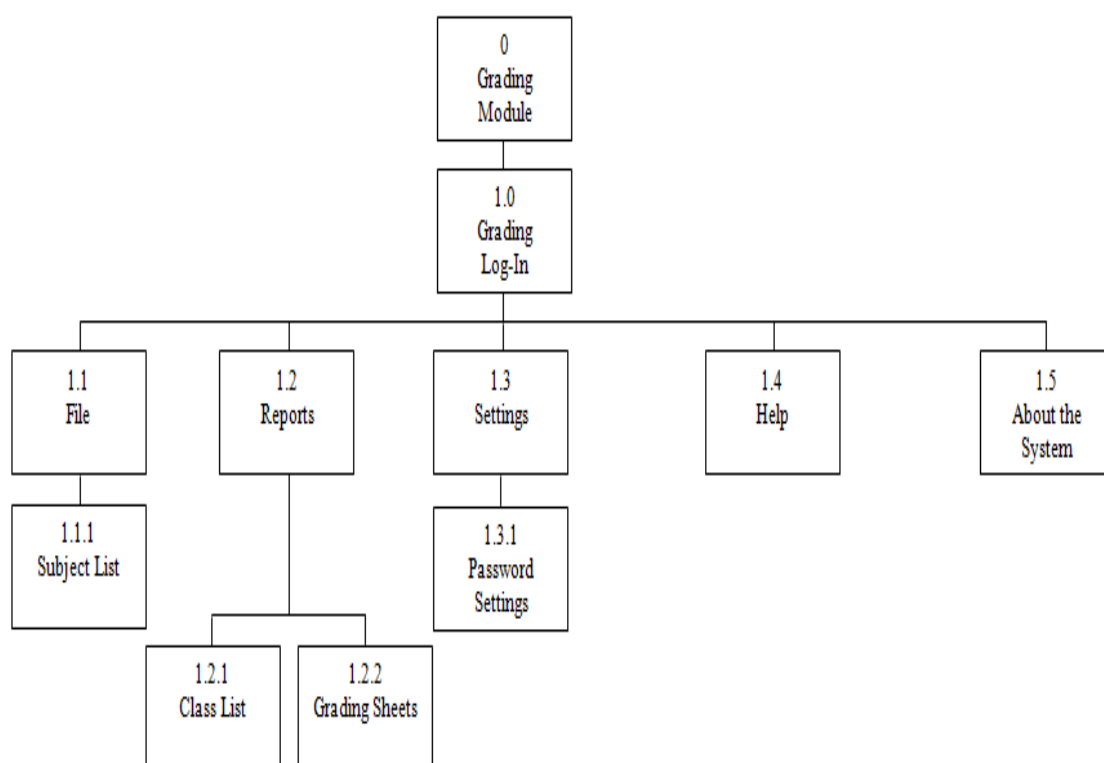 0
Grading
Module
1.0
Grading
Log-In
1.1
File
1.2
Reports
1.3
Settings
1.4
Help
1.5
About the
System
1.1.1
Subject List
1.3.1
Password
Settings
1.2.1
Class List
1.2.2
Grading Sheets